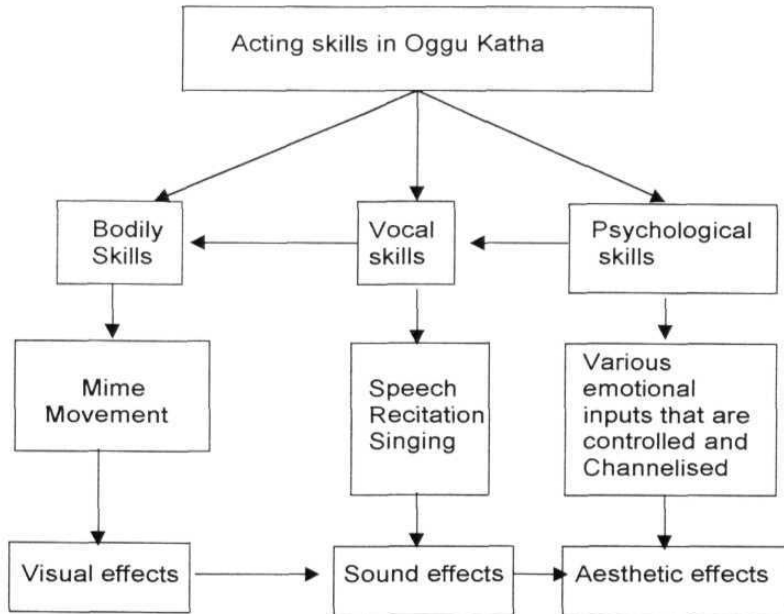 Acting skills in Oggu Katha
Bodily
Skills
Vocal
skills
Psychological
skills
Mime
Movement
Speech
Recitation
Singing
Various
emotional
inputs that are
controlled and
Channelised
Visual effects
Sound effects
Aesthetic effects